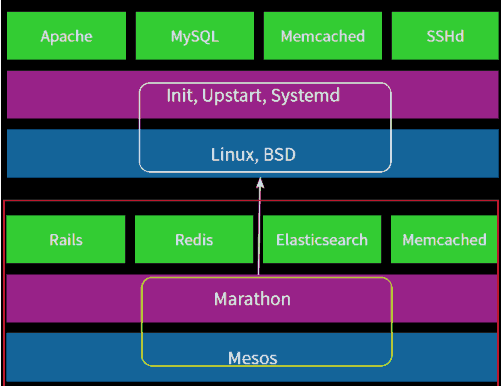 Apache MySQL Memcached SSHd
Init, Upstart, Systemd
Linux, BSD
Rails Redis Elasticsearch Memcached
Marathon
Mesos